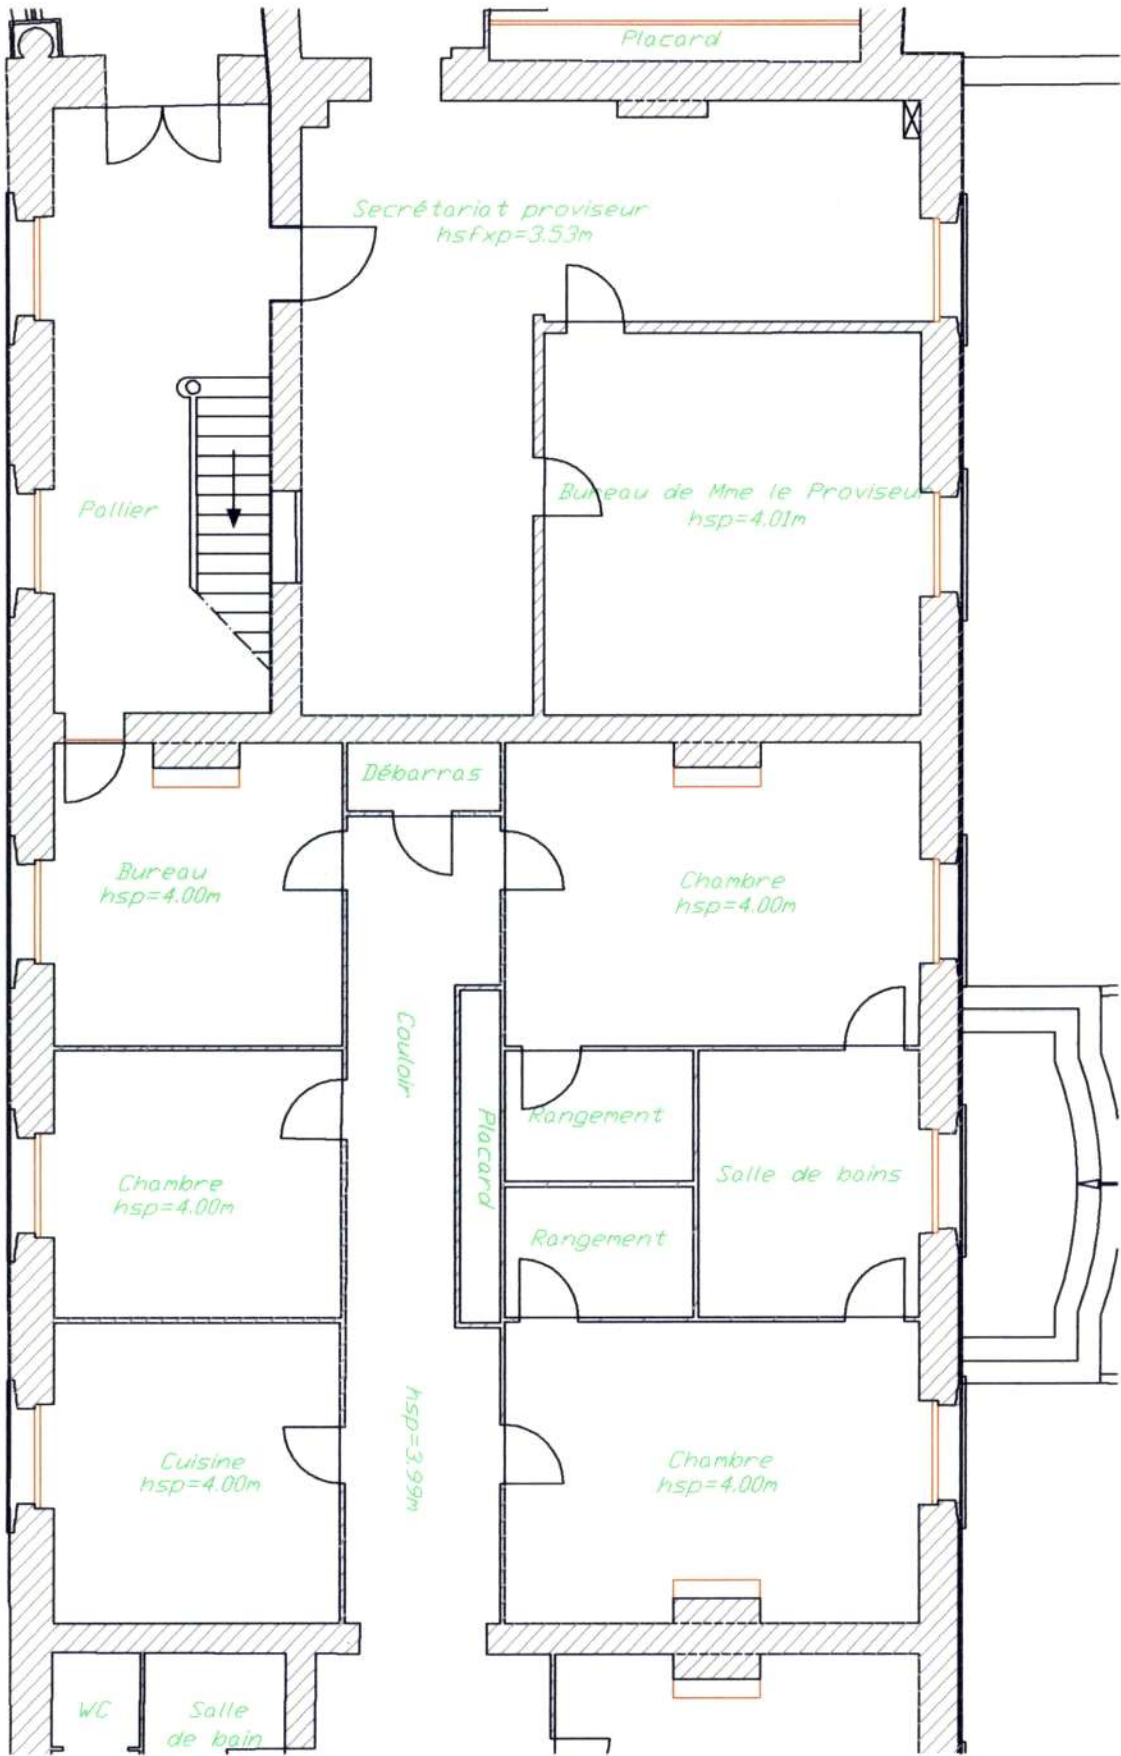 Placard
Secrétariat proviseur
hsfxp=3.53m
Pallier
Bureau de Mme le Proviseur
hsp=4.01m
Débarras
Bureau
hsp=4.00m
Chambre
hsp=4.00m
Couloir
Placard
Rangement
Chambre
hsp=4.00m
Salle de bains
Rangement
hsp=3.99m
Cuisine
hsp=4.00m
Chambre
hsp=4.00m
WC
Salle
de bain